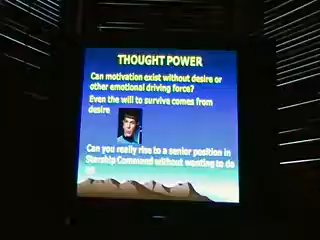 THOUGHT POWER
Can motivation exist without desire or
other emotional driving force?
Even the will to survive comes from
desire
Can you really rise to a senior position in
Starship Command without wanting to do
so